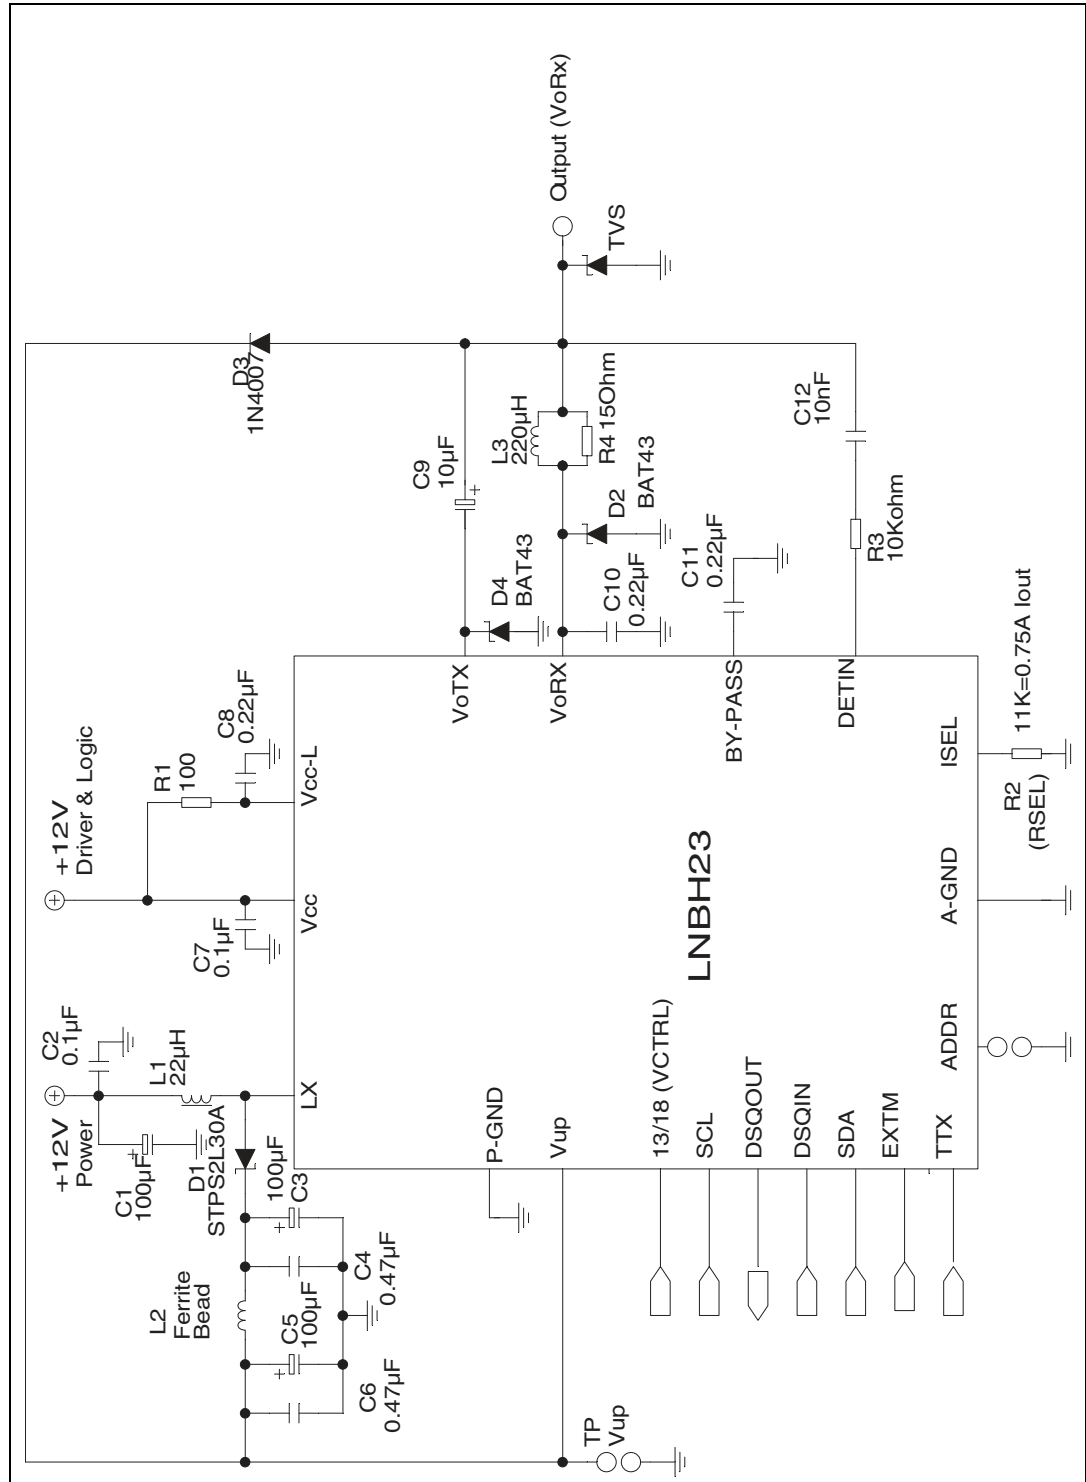 +12V
Power
C1
100µF
C2
0.1µF
L1
22µH
D1
STPS2L30A
100µF
C3
C4
0.47µF
L2
Ferrite
Bead
C5
100µF
C6
0.47µF
TP
Vup
+12V
Driver & Logic
C7
0.1µF
R1
100
C8
0.22µF
D3
1N4007
C9
10µF
D4
BAT43
L3
220µH
R4 15Ohm
D2
BAT43
C10
0.22µF
C11
0.22µF
R3
10Kohm
C12
10nF
TVS
Output (VoRx)
LNBH23
LX
Vcc
Vcc-L
VoTX
VoRX
BY-PASS
DETIN
P-GND
Vup
13/18 (VCTRL)
SCL
DSQOUT
DSQIN
SDA
EXTM
TTX
ADDR
A-GND
ISEL
R2
(RSEL)
11K=0.75A Iout